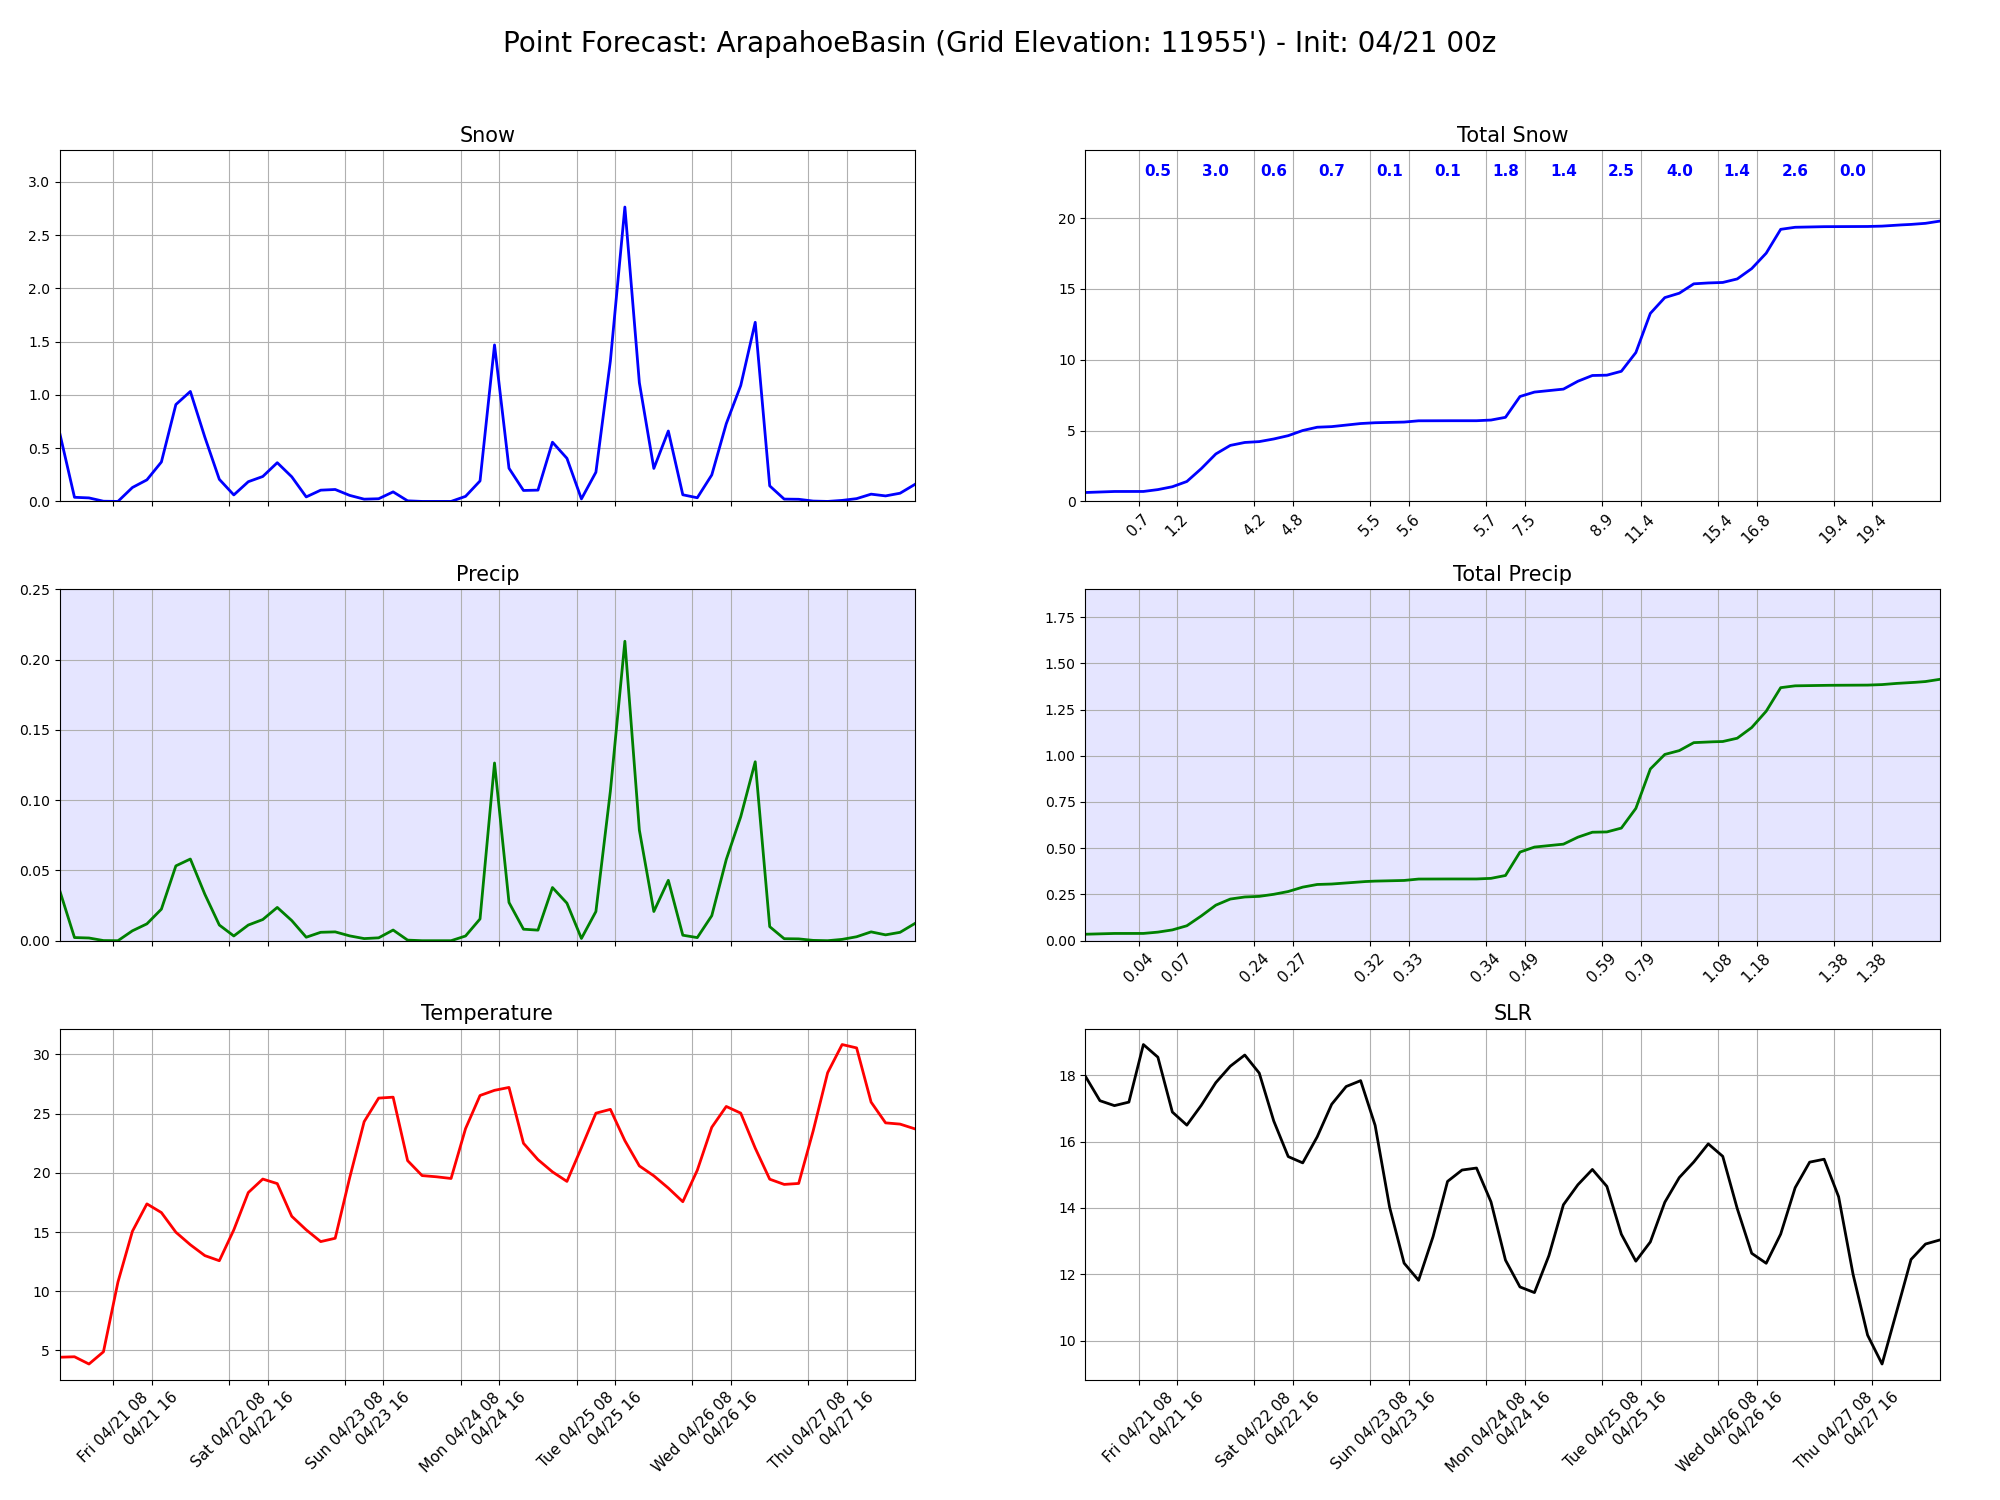 Point Forecast: ArapahoeBasin (Grid Elevation: 11955') - Init: 04/21 00z
Snow
3.0
2.5
2.0
1.5
1.0
0.5
0.0
Total Snow
0.5 3.0 0.6 0.7 0.1 0.1 1.8 1.4 2.5 4.0 1.4 2.6 0.0
20
15
10
5
0
0.7 1.2 4.2 4.8 5.5 5.6 5.7 7.5 8.9 11.4 15.4 16.8 19.4 19.4
Precip
0.25
0.20
0.15
0.10
0.05
0.00
Total Precip
1.75
1.50
1.25
1.00
0.75
0.50
0.25
0.00
0.04 0.07 0.24 0.27 0.32 0.33 0.34 0.49 0.59 0.79 1.08 1.18 1.38 1.38
Temperature
30
25
20
15
10
5
Fri 04/21 08
04/21 16
Sat 04/22 08
04/22 16
Sun 04/23 08
04/23 16
Mon 04/24 08
04/24 16
Tue 04/25 08
04/25 16
Wed 04/26 08
04/26 16
Thu 04/27 08
04/27 16
SLR
18
16
14
12
10
Fri 04/21 08
04/21 16
Sat 04/22 08
04/22 16
Sun 04/23 08
04/23 16
Mon 04/24 08
04/24 16
Tue 04/25 08
04/25 16
Wed 04/26 08
04/26 16
Thu 04/27 08
04/27 16